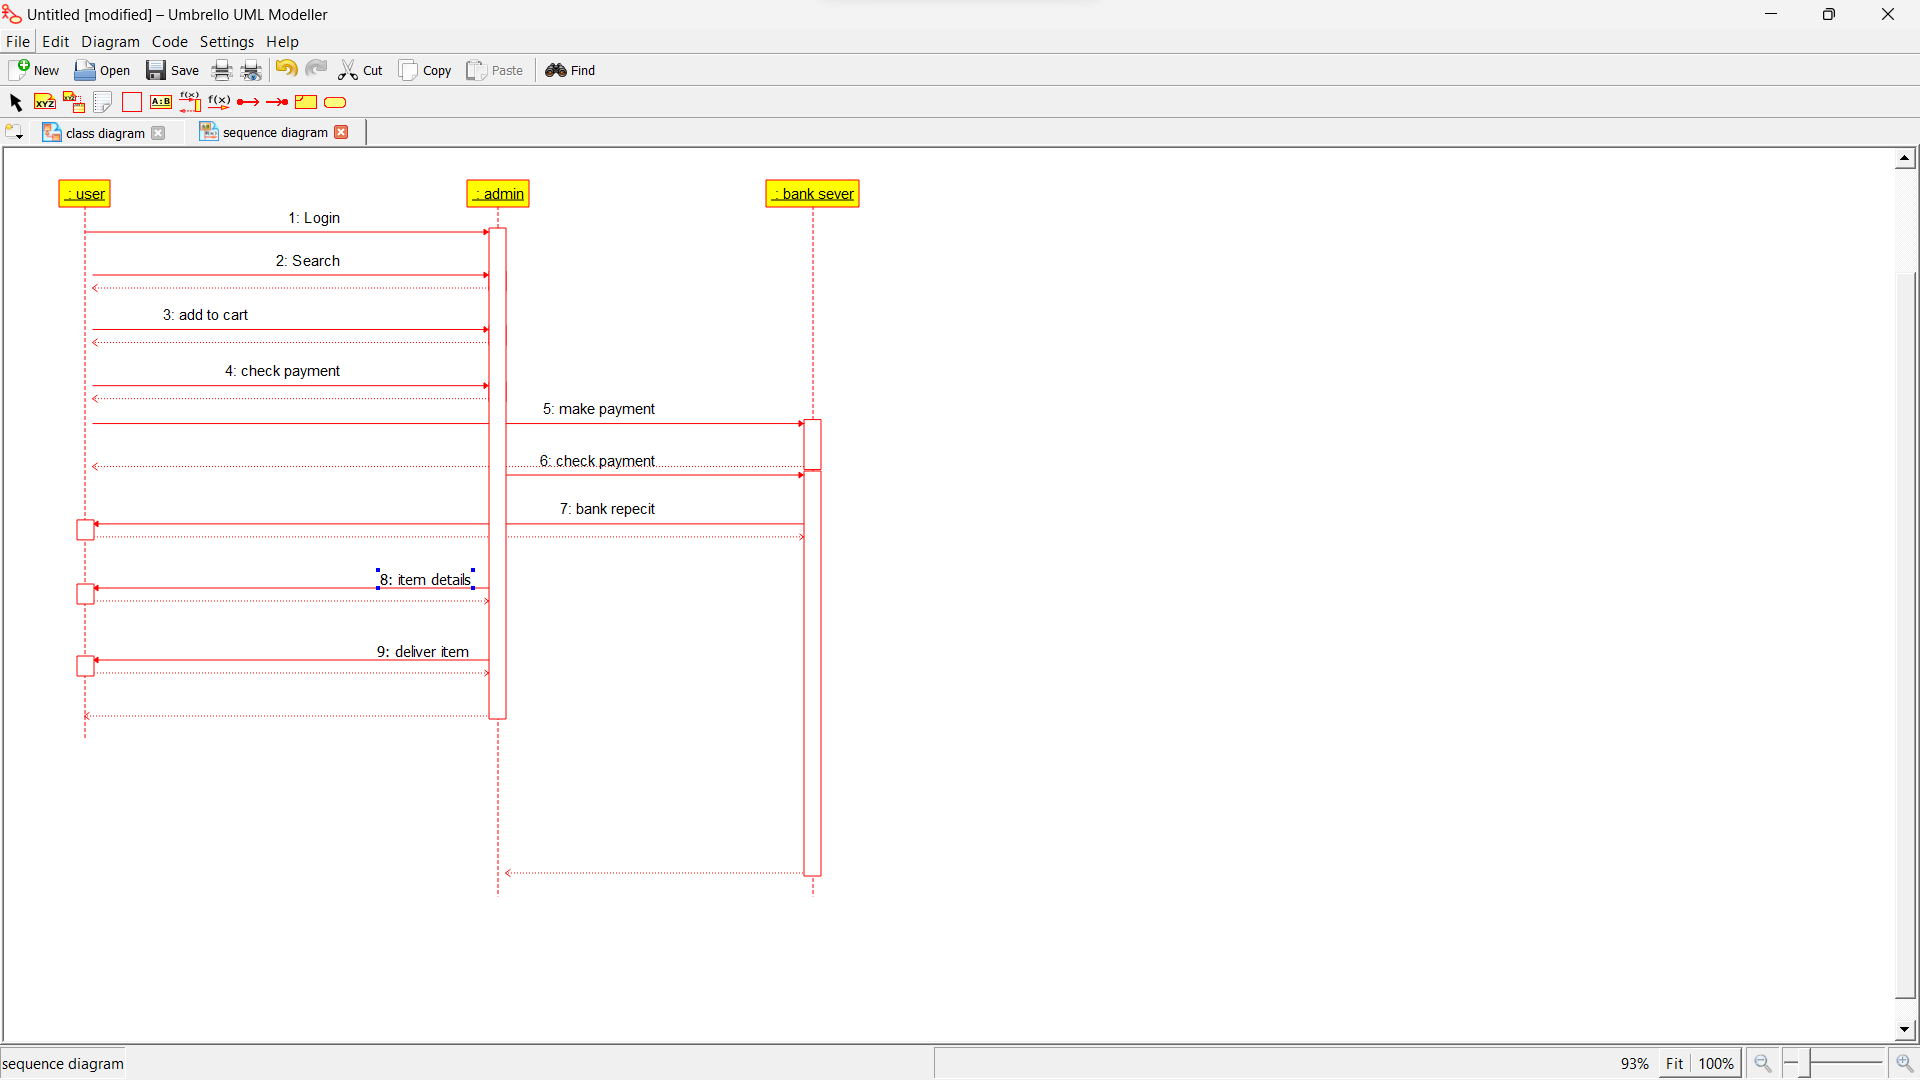 Untitled [modified] – Umbrello UML Modeller
File Edit Diagram Code Settings Help
New Open Save Cut Copy Paste Find
XYZ XYZ A:B f(x) f(x)
class diagram sequence diagram
: user : admin : bank sever
1: Login
2: Search
3: add to cart
4: check payment
5: make payment
6: check payment
7: bank repecit
8: item details
9: deliver item
sequence diagram 93% Fit 100%